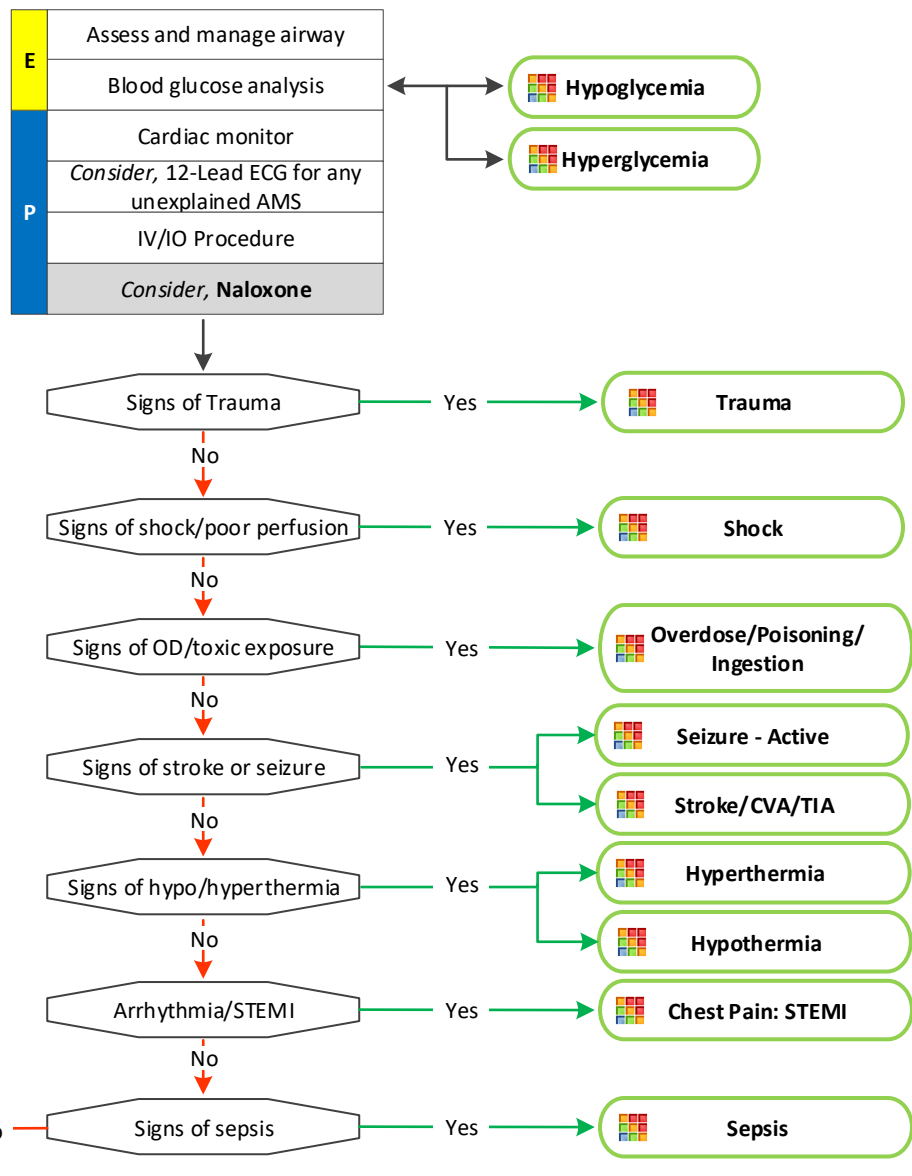 E
Assess and manage airway
Blood glucose analysis
Hypoglycemia
Hyperglycemia
P
Cardiac monitor
Consider, 12-Lead ECG for any
unexplained AMS
IV/IO Procedure
Consider, Naloxone
Signs of Trauma
Yes
Trauma
No
Signs of shock/poor perfusion
Yes
Shock
No
Signs of OD/toxic exposure
Yes
Overdose/Poisoning/
Ingestion
No
Signs of stroke or seizure
Yes
Seizure - Active
Stroke/CVA/TIA
No
Signs of hypo/hyperthermia
Yes
Hyperthermia
Hypothermia
No
Arrhythmia/STEMI
Yes
Chest Pain: STEMI
No
Signs of sepsis
Yes
Sepsis